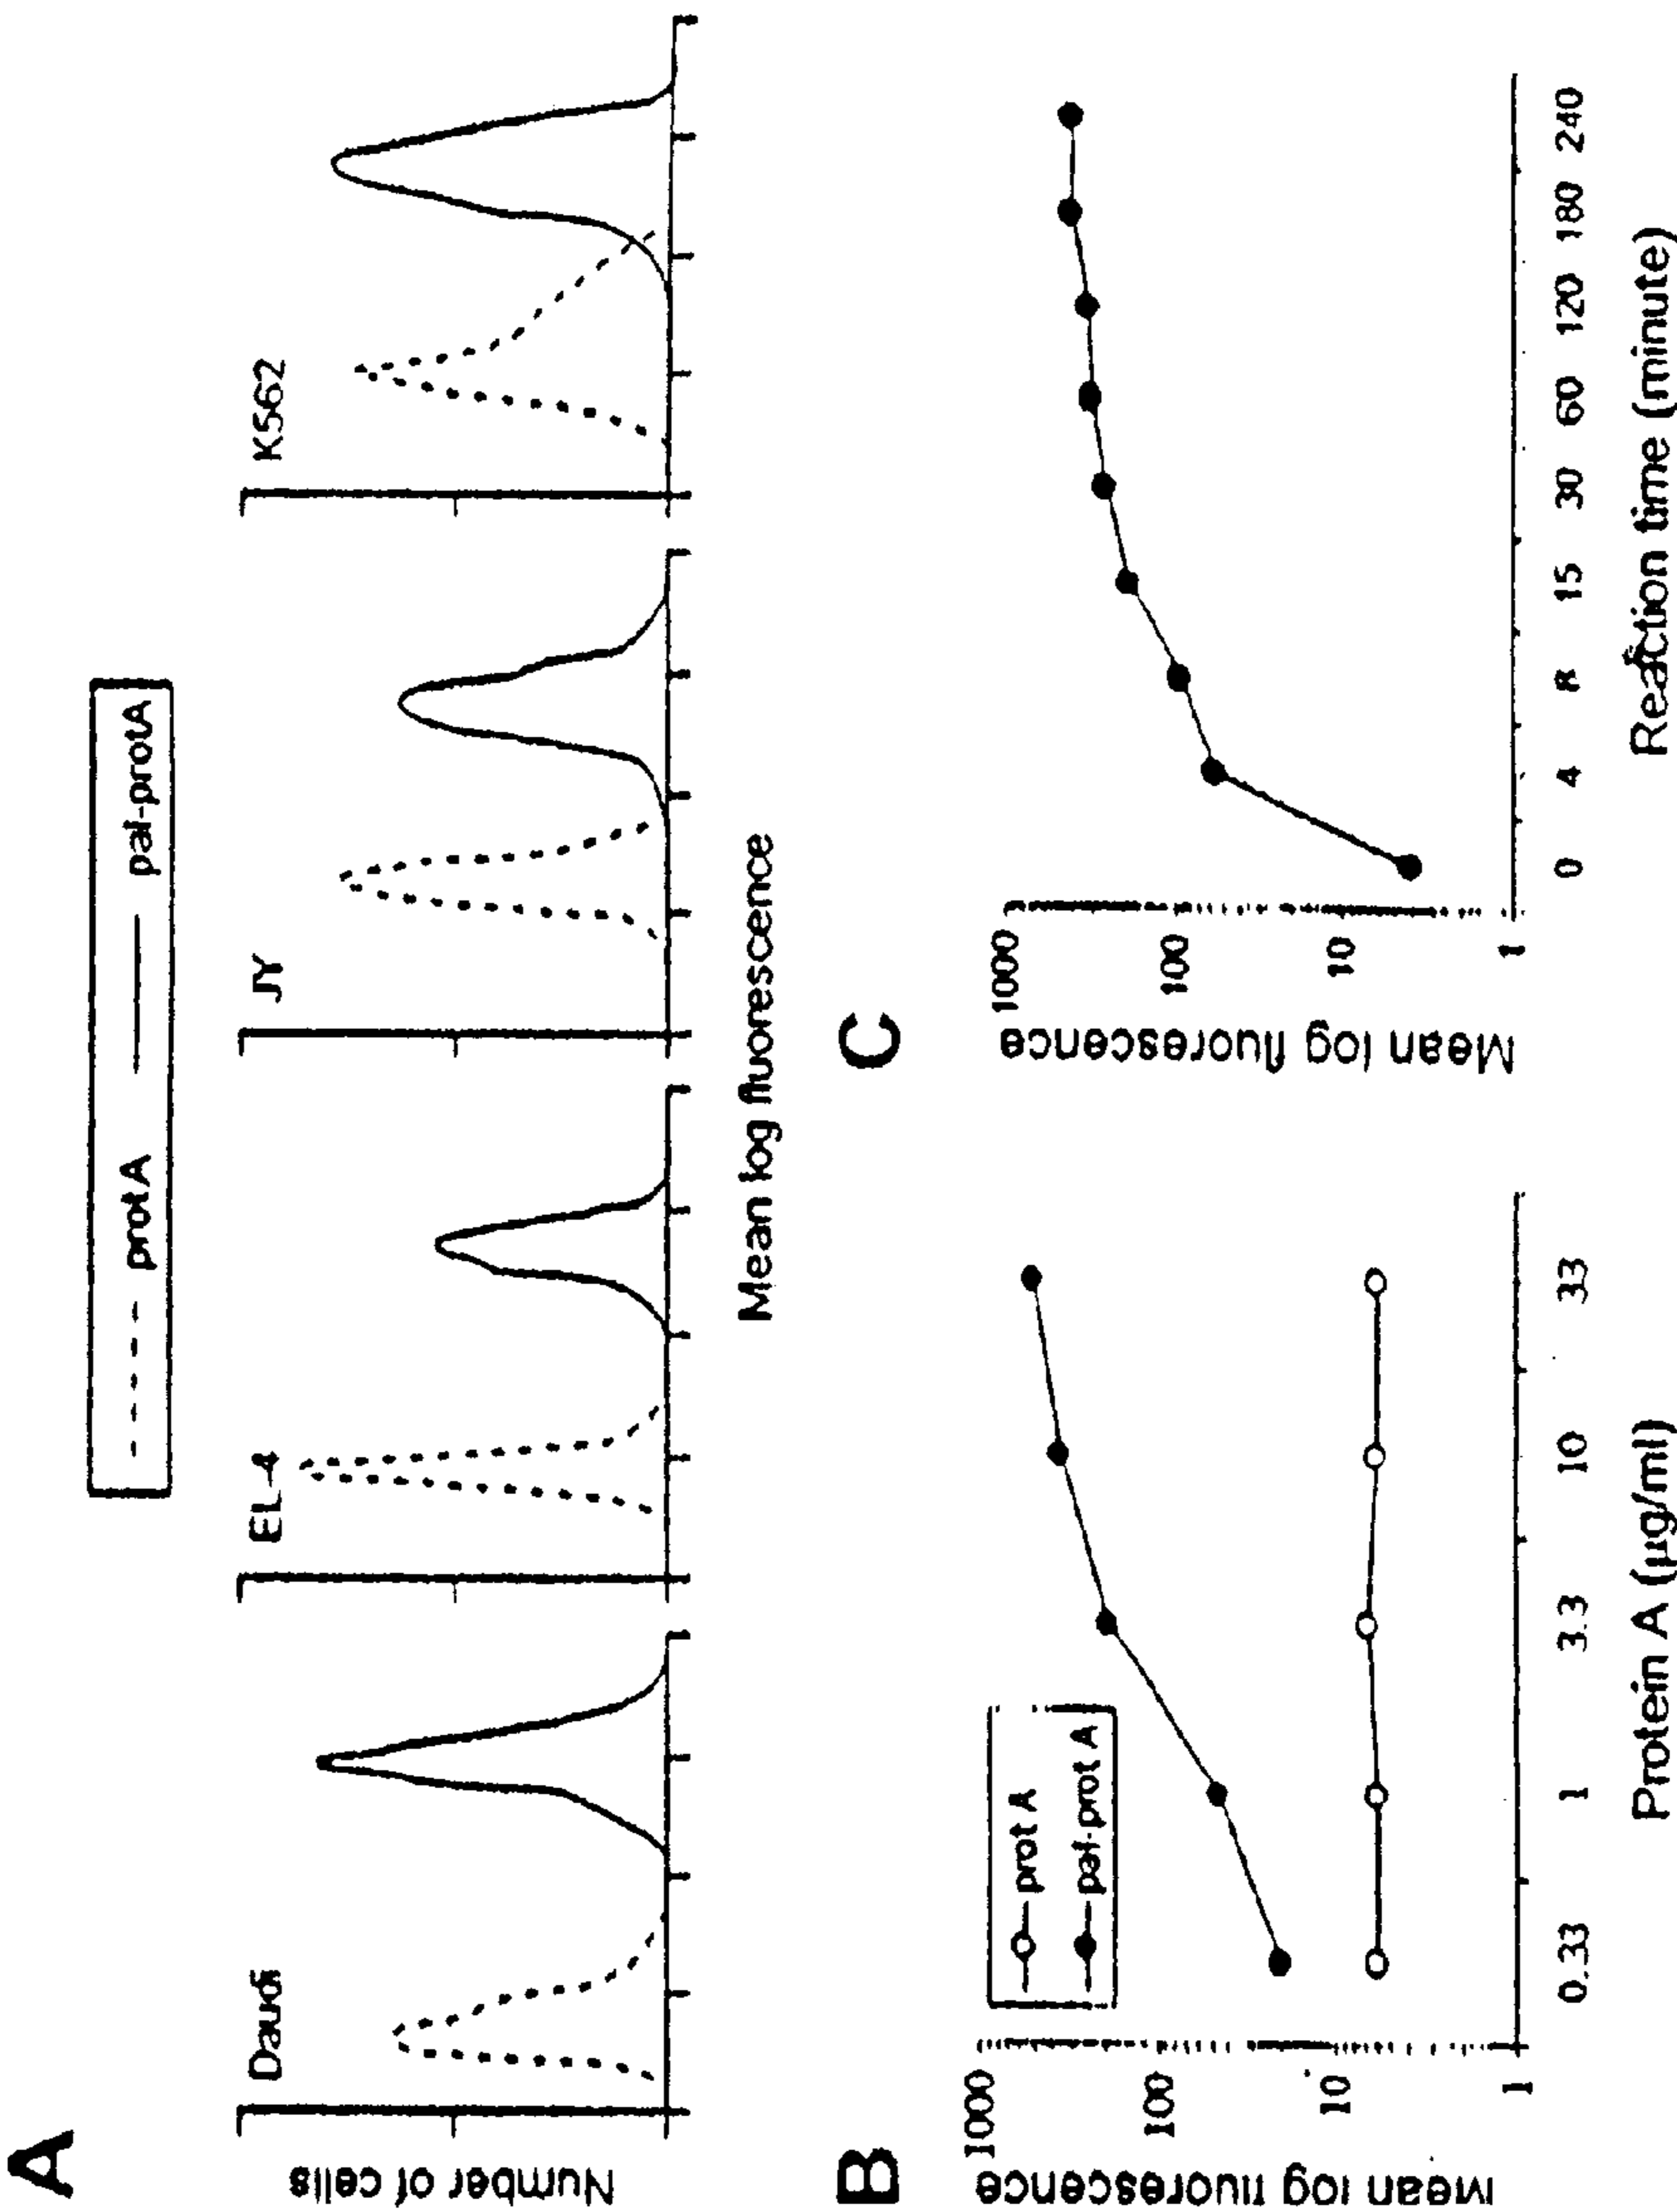 A
prot A pal-protA
Daudi
EL-4
JY
K562
Number of cells
Mean log fluorescence
B
prot A
pal-prot A
1000
100
10
1
Mean log fluorescence
0.33 1 3.3 10 33
Protein A (µg/ml)
C
1000
100
10
1
Mean log fluorescence
0 4 8 15 30 60 120 180 240
Reaction time (minute)